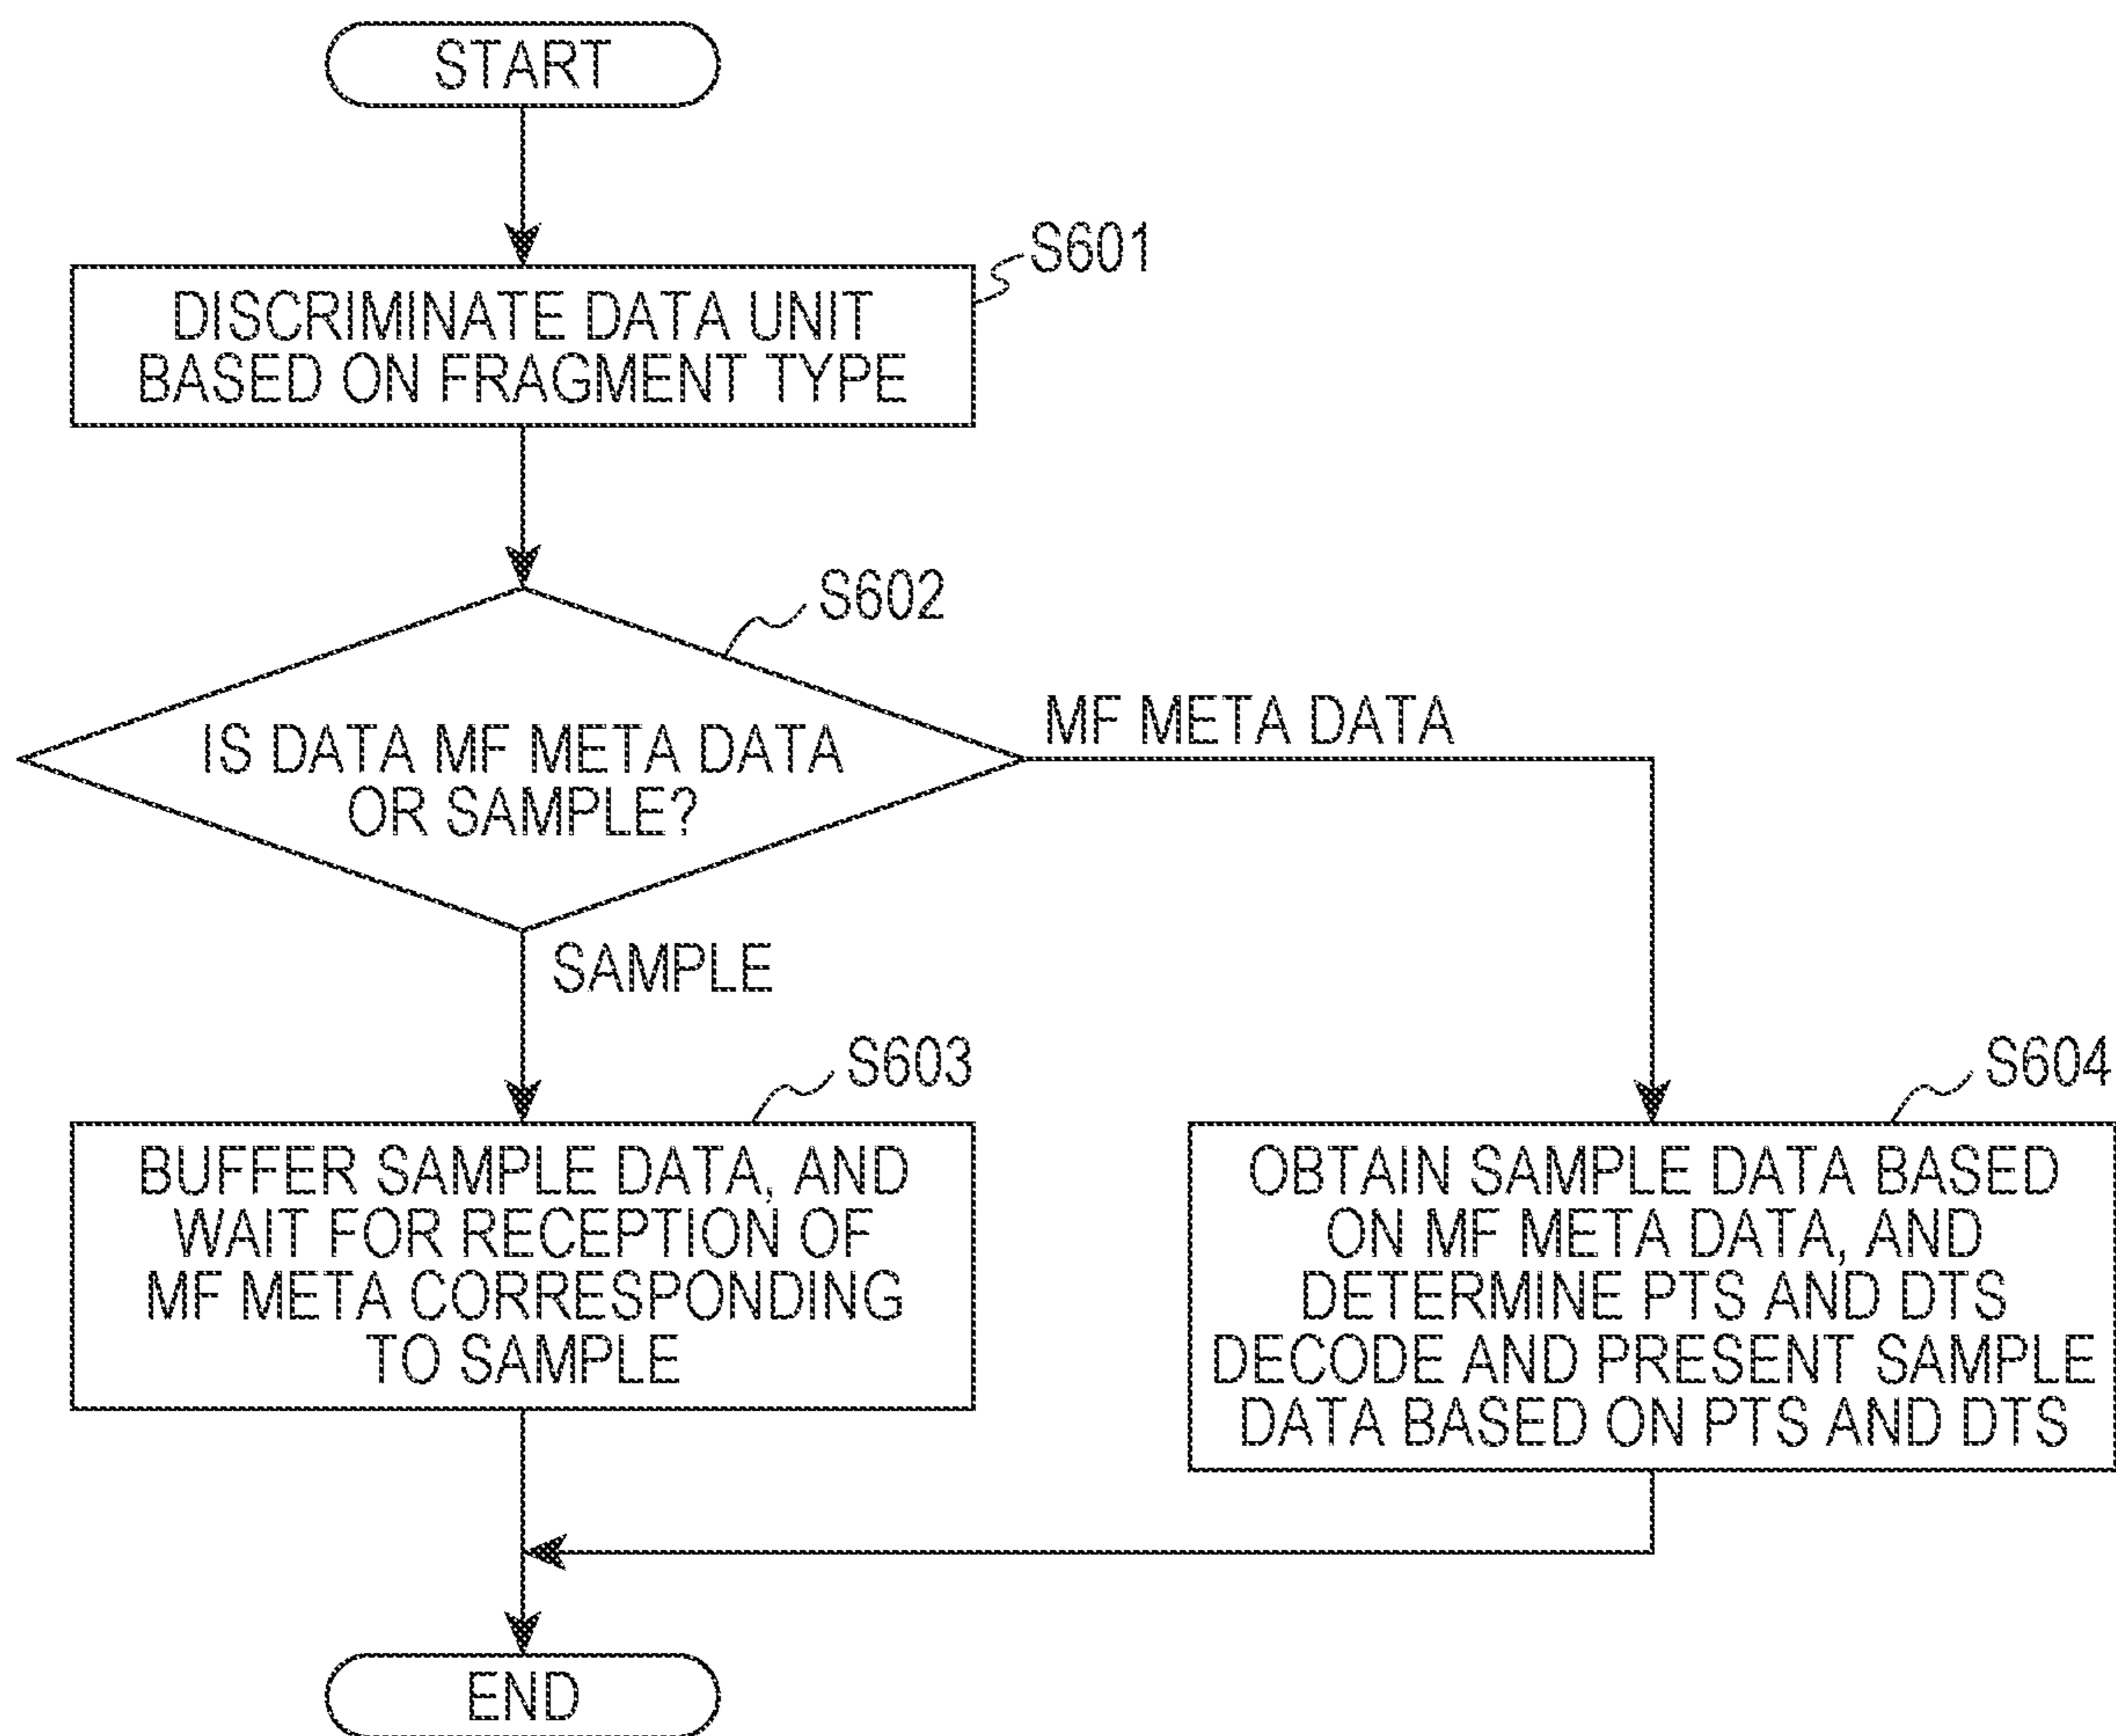 START
S601
DISCRIMINATE DATA UNIT
BASED ON FRAGMENT TYPE
S602
IS DATA MF META DATA
OR SAMPLE?
MF META DATA
SAMPLE
S603
BUFFER SAMPLE DATA, AND
WAIT FOR RECEPTION OF
MF META CORRESPONDING
TO SAMPLE
S604
OBTAIN SAMPLE DATA BASED
ON MF META DATA, AND
DETERMINE PTS AND DTS
DECODE AND PRESENT SAMPLE
DATA BASED ON PTS AND DTS
END